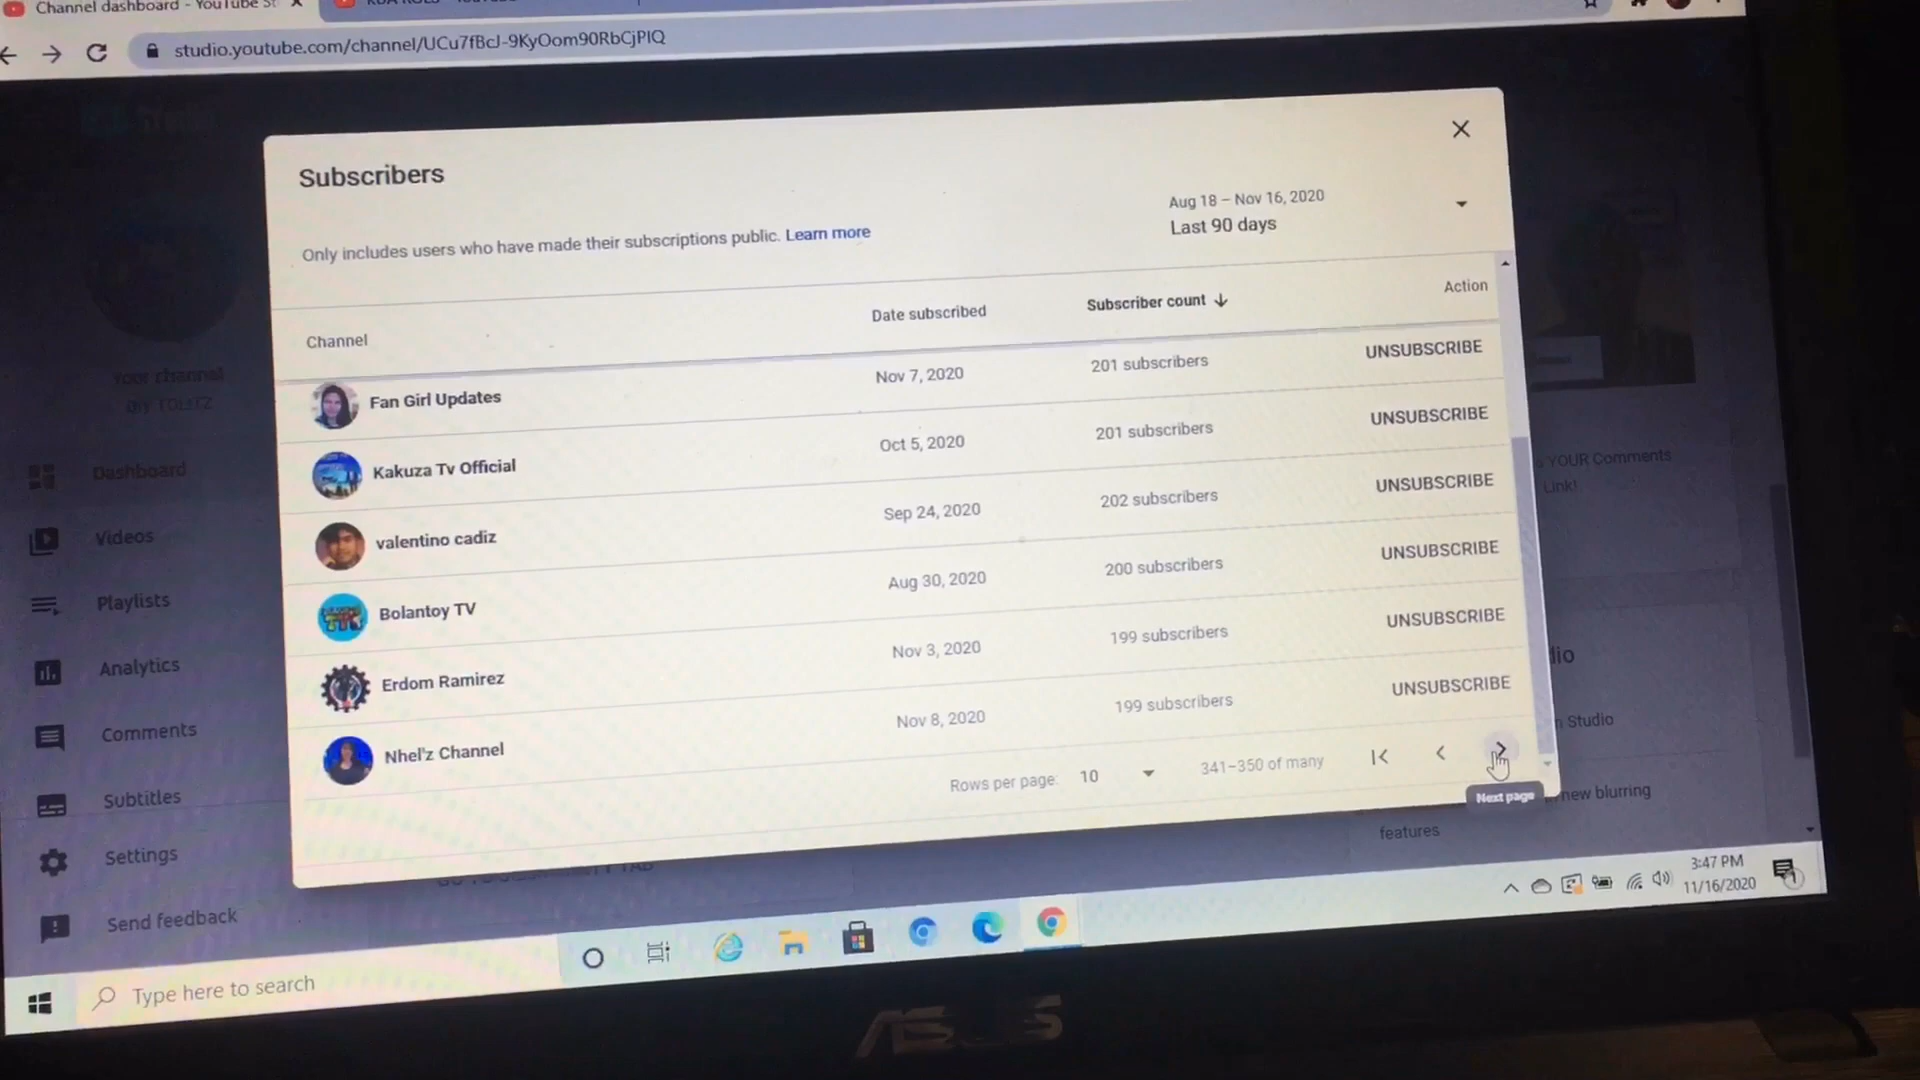 Channel dashboard - YouTube St
studio.youtube.com/channel/UCu7fBcJ-9KyOom90RbCjPIQ
Subscribers
Aug 18 – Nov 16, 2020
Last 90 days
Only includes users who have made their subscriptions public. Learn more
Channel Date subscribed Subscriber count Action
Fan Girl Updates Nov 7, 2020 201 subscribers UNSUBSCRIBE
Kakuza Tv Official Oct 5, 2020 201 subscribers UNSUBSCRIBE
valentino cadiz Sep 24, 2020 202 subscribers UNSUBSCRIBE
Bolantoy TV Aug 30, 2020 200 subscribers UNSUBSCRIBE
Erdom Ramirez Nov 3, 2020 199 subscribers UNSUBSCRIBE
Nhel'z Channel Nov 8, 2020 199 subscribers UNSUBSCRIBE
Rows per page: 10 341–350 of many
Next page
Your channel
TOLITZ
Dashboard
Videos
Playlists
Analytics
Comments
Subtitles
Settings
Send feedback
YOUR Comments
Link!
dio
n Studio
new blurring
features
Type here to search
3:47 PM
11/16/2020
ASUS